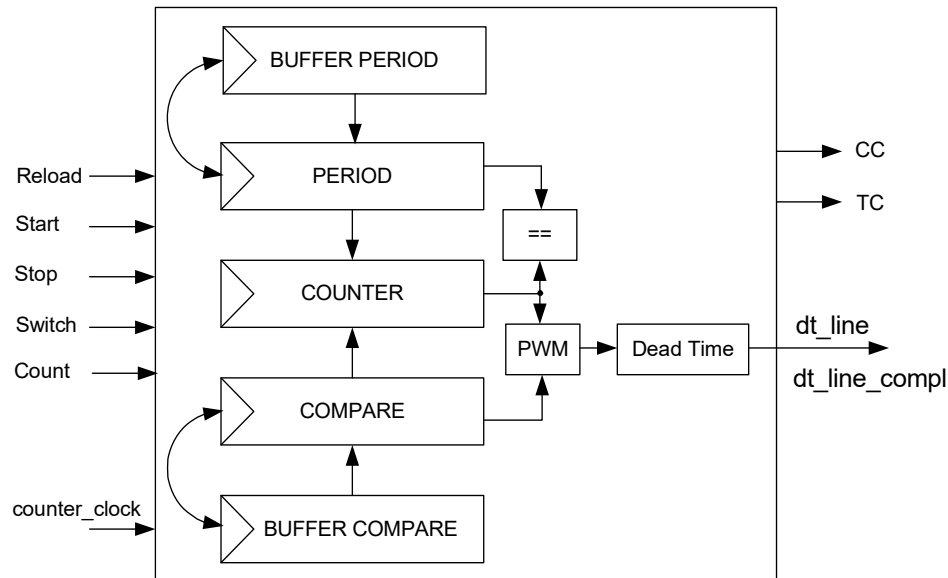 BUFFER PERIOD
PERIOD
CC
Reload
TC
Start
==
Stop
COUNTER
Switch
dt_line
PWM
Dead Time
Count
dt_line_compl
COMPARE
counter_clock
BUFFER COMPARE